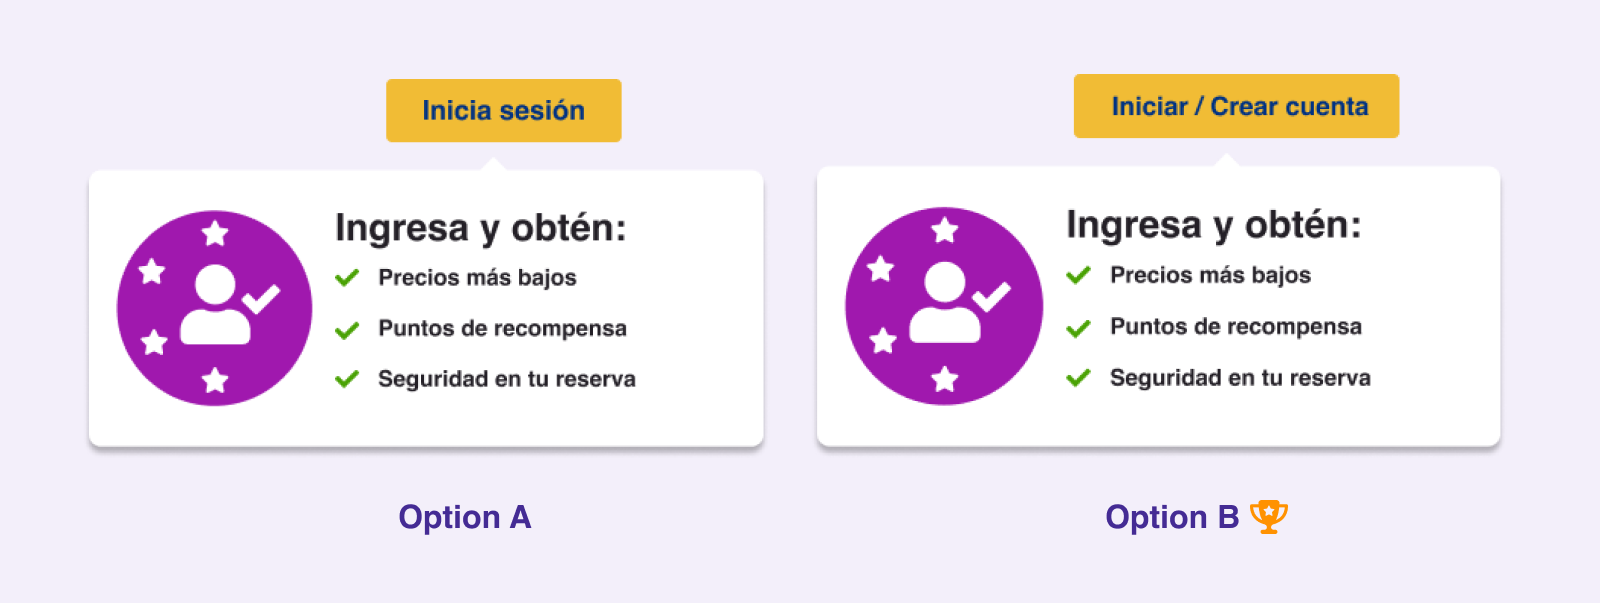 Inicia sesión
Ingresa y obtén:
Precios más bajos
Puntos de recompensa
Seguridad en tu reserva
Option A
Iniciar / Crear cuenta
Ingresa y obtén:
Precios más bajos
Puntos de recompensa
Seguridad en tu reserva
Option B